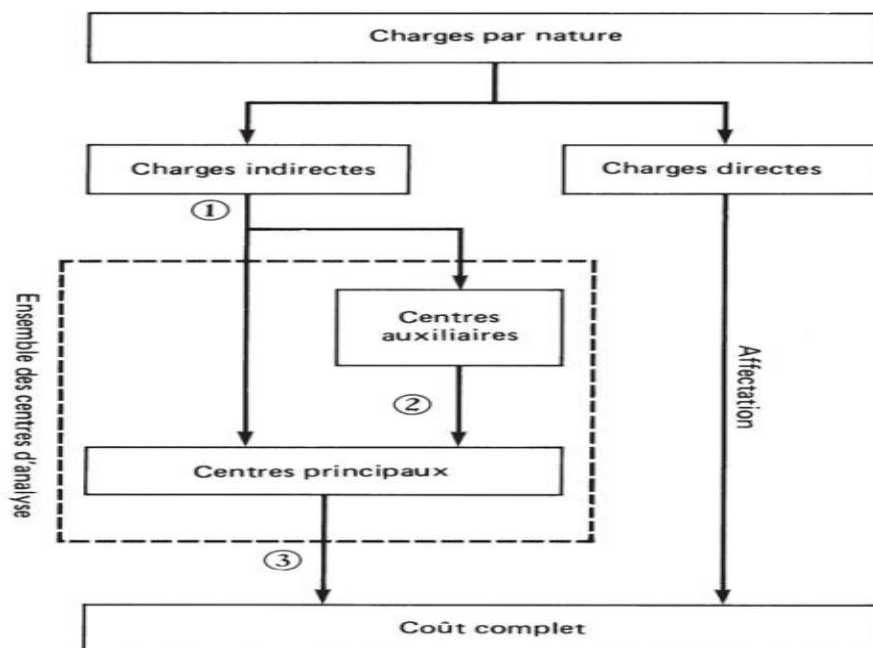 Charges par nature
Charges indirectes
Charges directes
①
Ensemble des centres d'analyse
Centres
auxiliaires
Affectation
②
Centres principaux
③
Coût complet